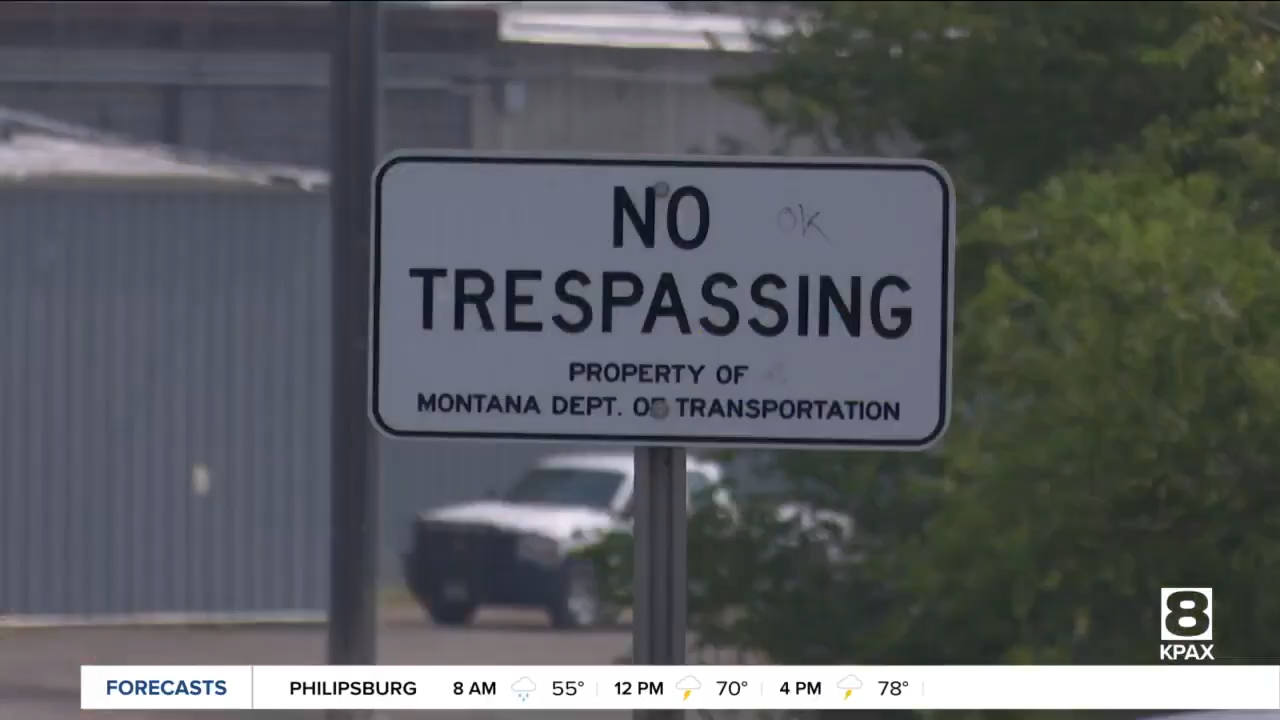 NO OK
TRESPASSING
PROPERTY OF
MONTANA DEPT. OF TRANSPORTATION
8
KPAX
FORECASTS PHILIPSBURG 8 AM 55° 12 PM 70° 4 PM 78°